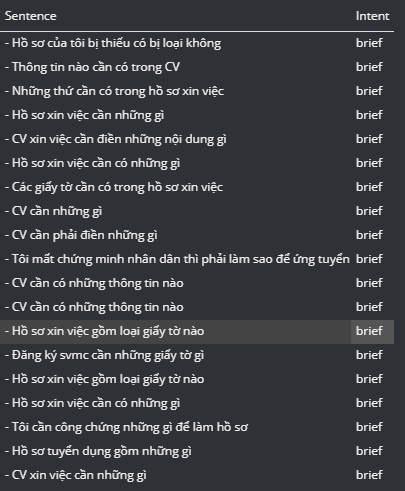 Sentence Intent
- Hồ sơ của tôi bị thiếu có bị loại không brief
- Thông tin nào cần có trong CV brief
- Những thứ cần có trong hồ sơ xin việc brief
- Hồ sơ xin việc cần những gì brief
- CV xin việc cần điền những nội dung gì brief
- Hồ sơ xin việc cần có những gì brief
- Các giấy tờ cần có trong hồ sơ xin việc brief
- CV cần những gì brief
- CV cần phải điền những gì brief
- Tôi mất chứng minh nhân dân thì phải làm sao để ứng tuyển brief
- CV cần có những thông tin nào brief
- CV cần có những thông tin nào brief
- Hồ sơ xin việc gồm loại giấy tờ nào brief
- Đăng ký svmc cần những giấy tờ gì brief
- Hồ sơ xin việc gồm loại giấy tờ nào brief
- Hồ sơ xin việc cần có những gì brief
- Tôi cần công chứng những gì để làm hồ sơ brief
- Hồ sơ tuyển dụng gồm những gì brief
- CV xin việc cần những gì brief